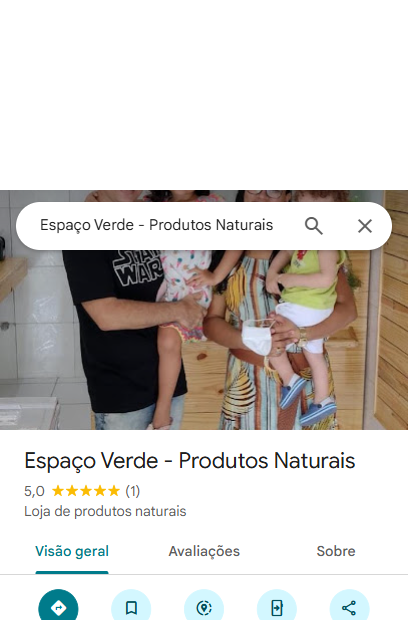 Espaço Verde - Produtos Naturais
STAR
WARS
Espaço Verde - Produtos Naturais
5,0 ★★★★★ (1)
Loja de produtos naturais
Visão geral Avaliações Sobre